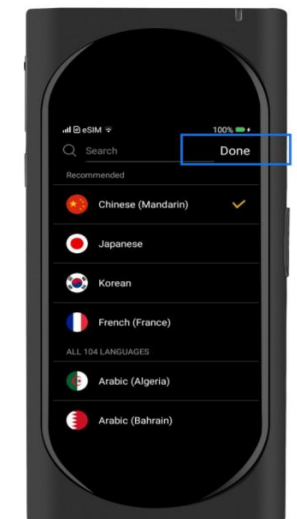 eSIM 100%
Search Done
Recommended
Chinese (Mandarin)
Japanese
Korean
French (France)
ALL 104 LANGUAGES
Arabic (Algeria)
Arabic (Bahrain)